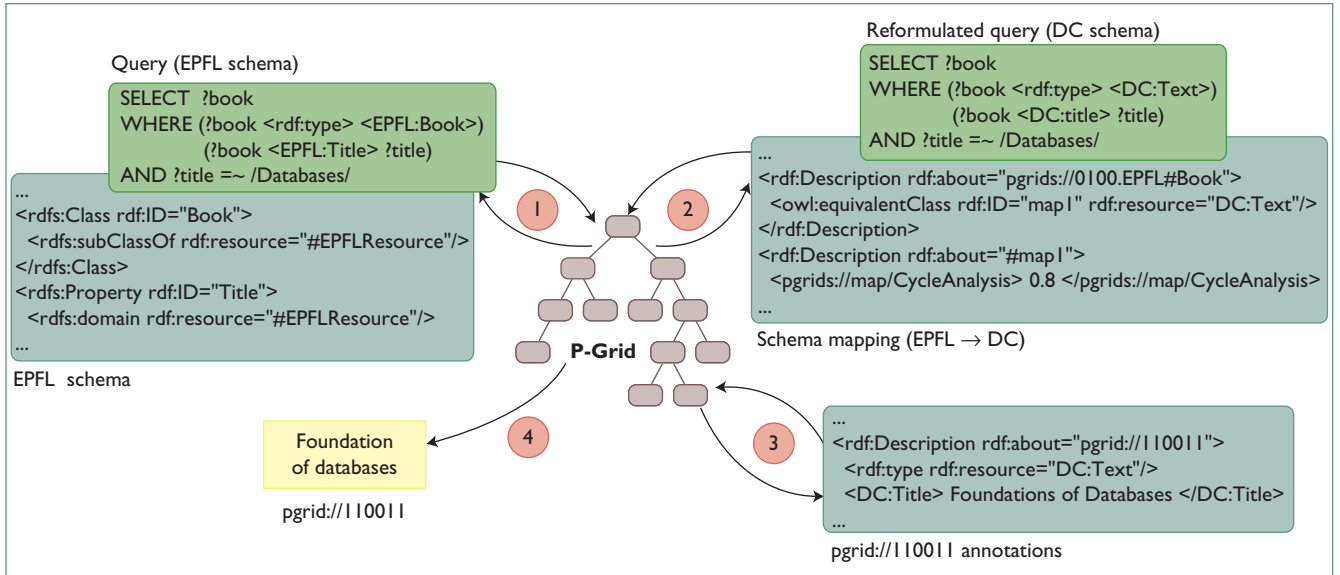 Query (EPFL schema)
SELECT ?book
WHERE (?book <rdf:type> <EPFL:Book>)
(?book <EPFL:Title> ?title)
AND ?title =~ /Databases/
...
<rdfs:Class rdf:ID="Book">
<rdfs:subClassOf rdf:resource="#EPFLResource"/>
</rdfs:Class>
<rdfs:Property rdf:ID="Title">
<rdfs:domain rdf:resource="#EPFLResource"/>
...
EPFL schema
1
2
Reformulated query (DC schema)
SELECT ?book
WHERE (?book <rdf:type> <DC:Text>)
(?book <DC:title> ?title)
AND ?title =~ /Databases/
...
<rdf:Description rdf:about="pgrids://0100.EPFL#Book">
<owl:equivalentClass rdf:ID="map1" rdf:resource="DC:Text"/>
</rdf:Description>
<rdf:Description rdf:about="#map1">
<pgrids://map/CycleAnalysis> 0.8 </pgrids://map/CycleAnalysis>
...
Schema mapping (EPFL → DC)
P-Grid
4
Foundation
of databases
pgrid://110011
3
...
<rdf:Description rdf:about="pgrid://110011">
<rdf:type rdf:resource="DC:Text"/>
<DC:Title> Foundations of Databases </DC:Title>
...
pgrid://110011 annotations